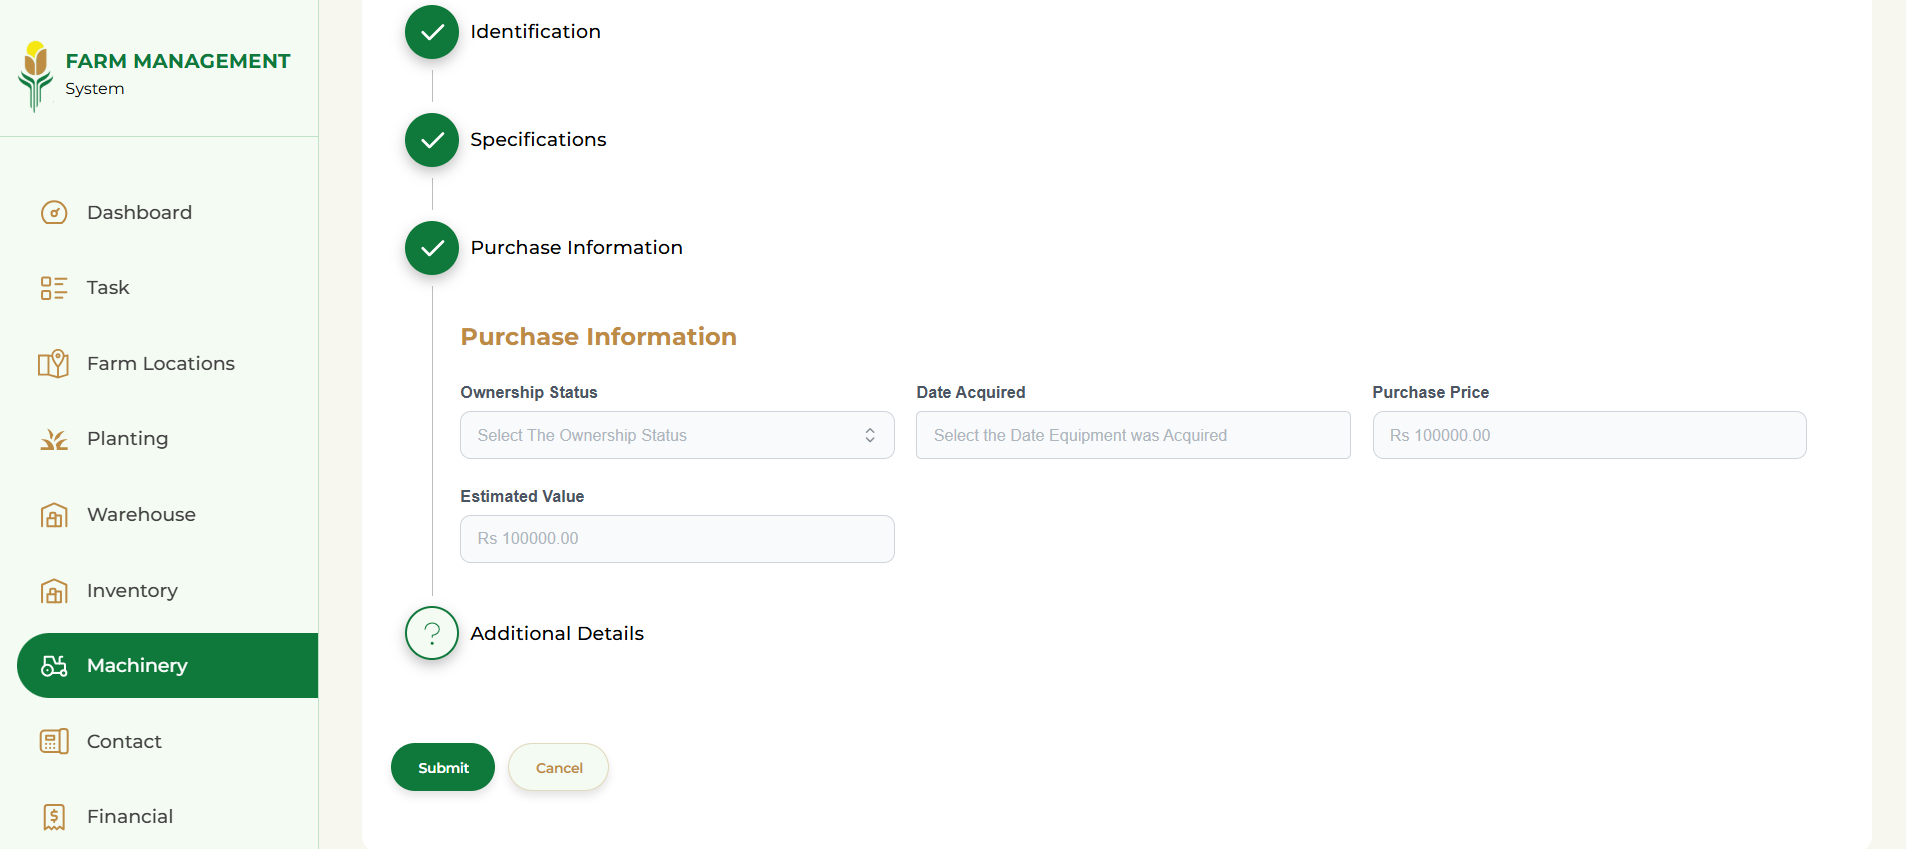 FARM MANAGEMENT
System
Dashboard
Task
Farm Locations
Planting
Warehouse
Inventory
Machinery
Contact
Financial
Identification
Specifications
Purchase Information
Purchase Information
Ownership Status
Select The Ownership Status
Date Acquired
Select the Date Equipment was Acquired
Purchase Price
Rs 100000.00
Estimated Value
Rs 100000.00
?
Additional Details
Submit
Cancel